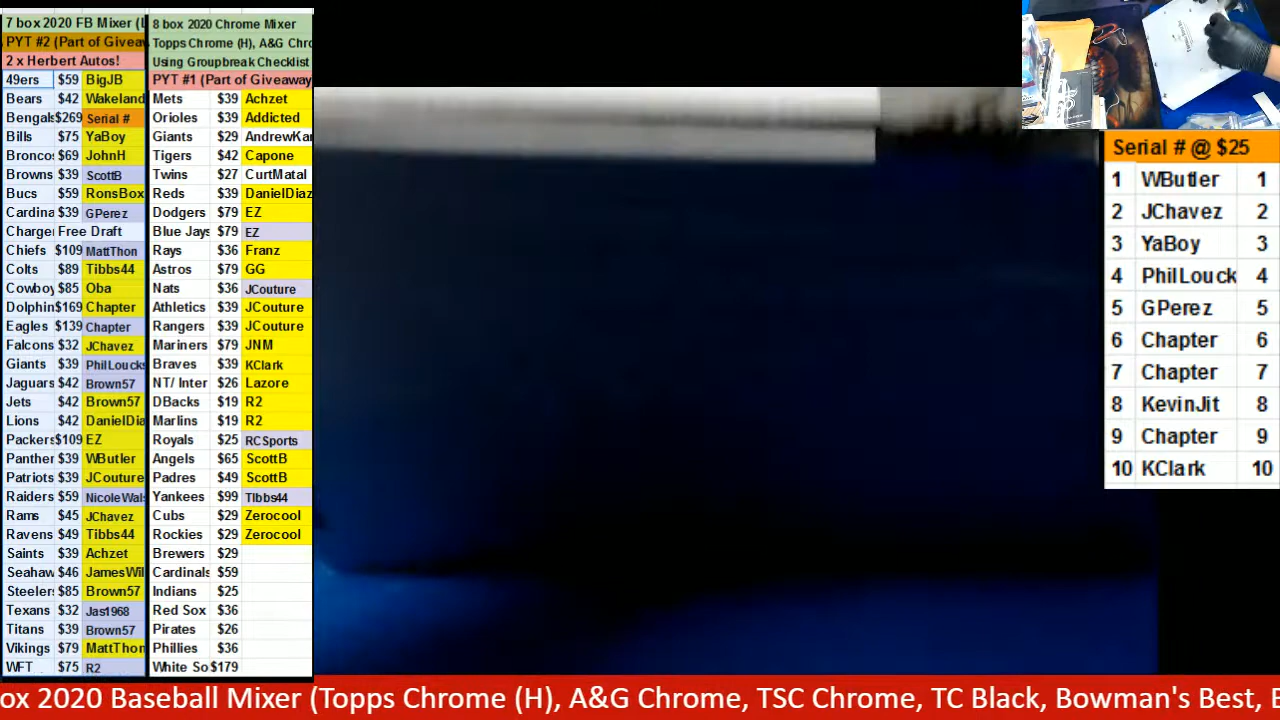 7 box 2020 FB Mixer (L
PYT #2 (Part of Giveaw
2 x Herbert Autos!
49ers $59 BigJB
Bears $42 Wakeland
Bengals $269 Serial #
Bills $75 YaBoy
Broncos $69 JohnH
Browns $39 ScottB
Bucs $59 RonsBox
Cardina $39 GPerez
Charger Free Draft
Chiefs $109 MattThon
Colts $89 Tibbs44
Cowboy $85 Oba
Dolphin $169 Chapter
Eagles $139 Chapter
Falcons $32 JChavez
Giants $39 PhilLoucks
Jaguars $42 Brown57
Jets $42 Brown57
Lions $42 DanielDia
Packers $109 EZ
Panther $39 WButler
Patriots $39 JCouture
Raiders $59 NicoleWals
Rams $45 JChavez
Ravens $49 Tibbs44
Saints $39 Achzet
Seahaw $46 JamesWil
Steelers $85 Brown57
Texans $32 Jas1968
Titans $39 Brown57
Vikings $79 MattThon
WFT $75 R2
8 box 2020 Chrome Mixer
Topps Chrome (H), A&G Chro
Using Groupbreak Checklist
PYT #1 (Part of Giveaway
Mets $39 Achzet
Orioles $39 Addicted
Giants $29 AndrewKar
Tigers $42 Capone
Twins $27 CurtMatal
Reds $39 DanielDiaz
Dodgers $79 EZ
Blue Jays $79 EZ
Rays $36 Franz
Astros $79 GG
Nats $36 JCouture
Athletics $39 JCouture
Rangers $39 JCouture
Mariners $79 JNM
Braves $39 KClark
NT/ Inter $26 Lazore
DBacks $19 R2
Marlins $19 R2
Royals $25 RCSports
Angels $65 ScottB
Padres $49 ScottB
Yankees $99 TIbbs44
Cubs $29 Zerocool
Rockies $29 Zerocool
Brewers $29
Cardinals $59
Indians $25
Red Sox $36
Pirates $26
Phillies $36
White So $179
Serial # @ $25
1 WButler 1
2 JChavez 2
3 YaBoy 3
4 PhilLouck 4
5 GPerez 5
6 Chapter 6
7 Chapter 7
8 KevinJit 8
9 Chapter 9
10 KClark 10
ox 2020 Baseball Mixer (Topps Chrome (H), A&G Chrome, TSC Chrome, TC Black, Bowman's Best, B